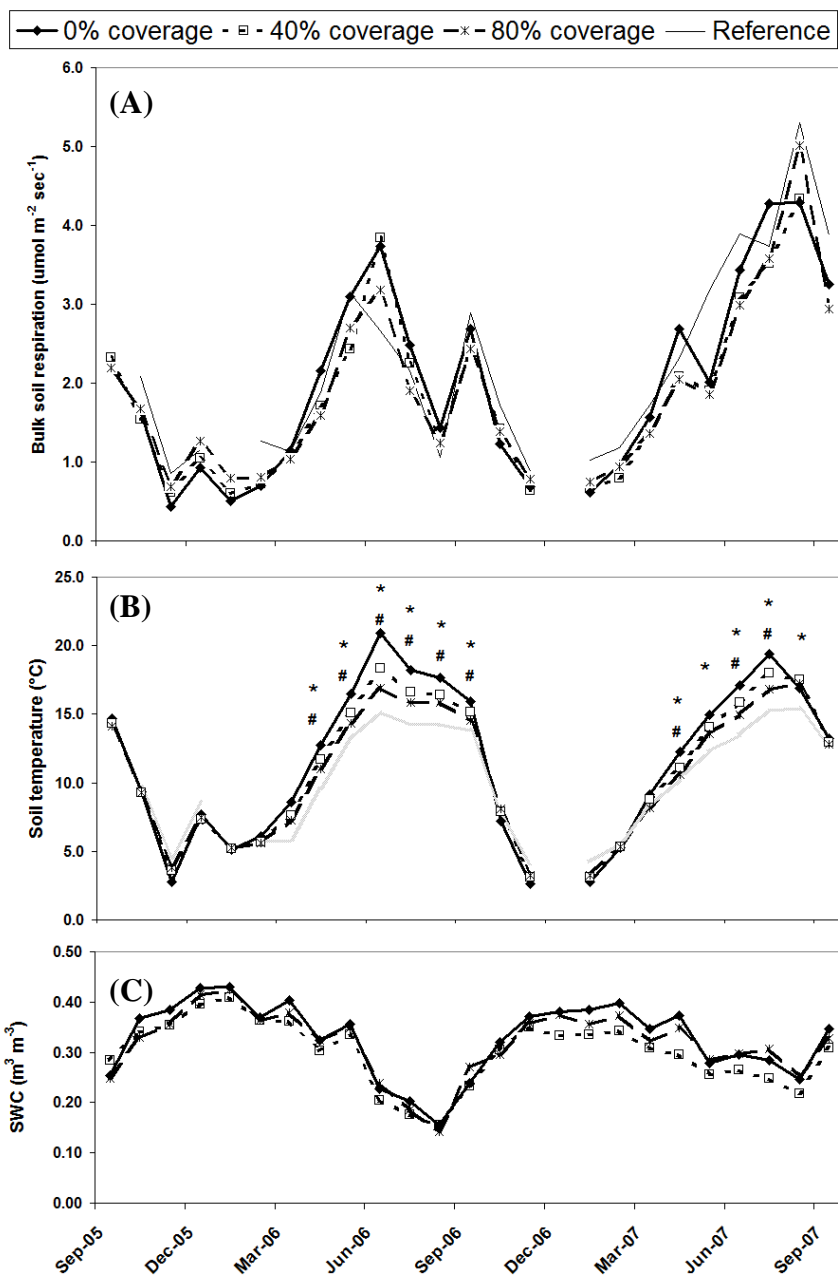 0% coverage 40% coverage 80% coverage Reference
(A)
Bulk soil respiration (umol m⁻² sec⁻¹)
6.0
5.0
4.0
3.0
2.0
1.0
0.0
(B)
Soil temperature (°C)
25.0
20.0
15.0
10.0
5.0
0.0
* * * * * *
# # # # # #
* * * * *
# # #
(C)
SWC (m³ m⁻³)
0.50
0.40
0.30
0.20
0.10
0.00
Sep-05
Dec-05
Mar-06
Jun-06
Sep-06
Dec-06
Mar-07
Jun-07
Sep-07